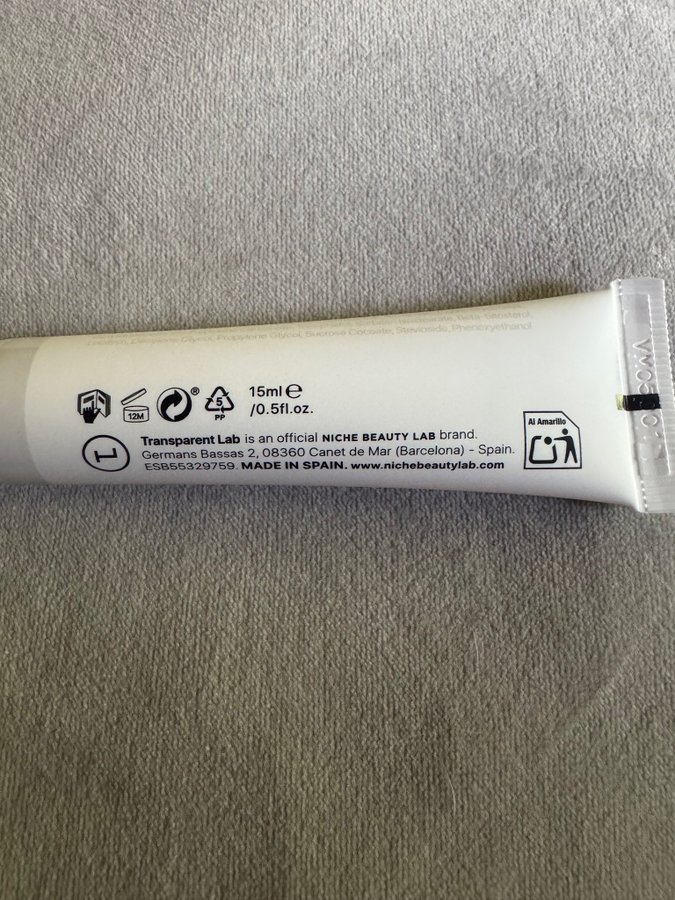 Propylene Glycol, Sucrose Cocoate, Stevioside, Phenoxyethanol
12M
®
5
PP
15ml e
/0.5fl.oz.
Transparent Lab is an official NICHE BEAUTY LAB brand.
Germans Bassas 2, 08360 Canet de Mar (Barcelona) - Spain.
ESB55329759. MADE IN SPAIN. www.nichebeautylab.com
Al Amarillo